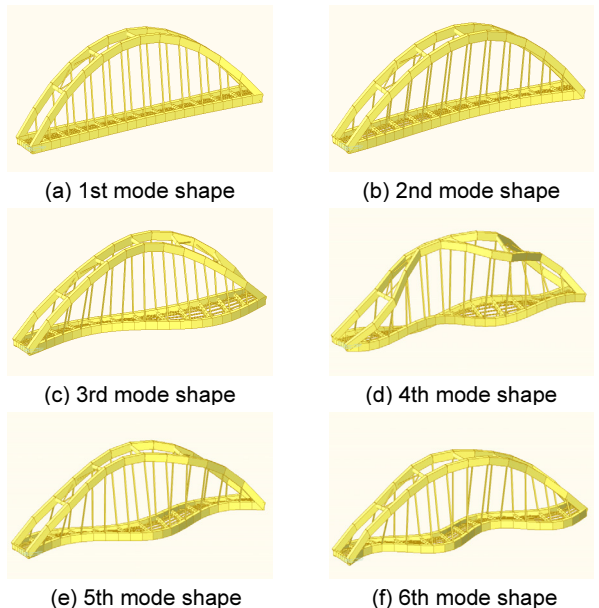 (a) 1st mode shape
(b) 2nd mode shape
(c) 3rd mode shape
(d) 4th mode shape
(e) 5th mode shape
(f) 6th mode shape